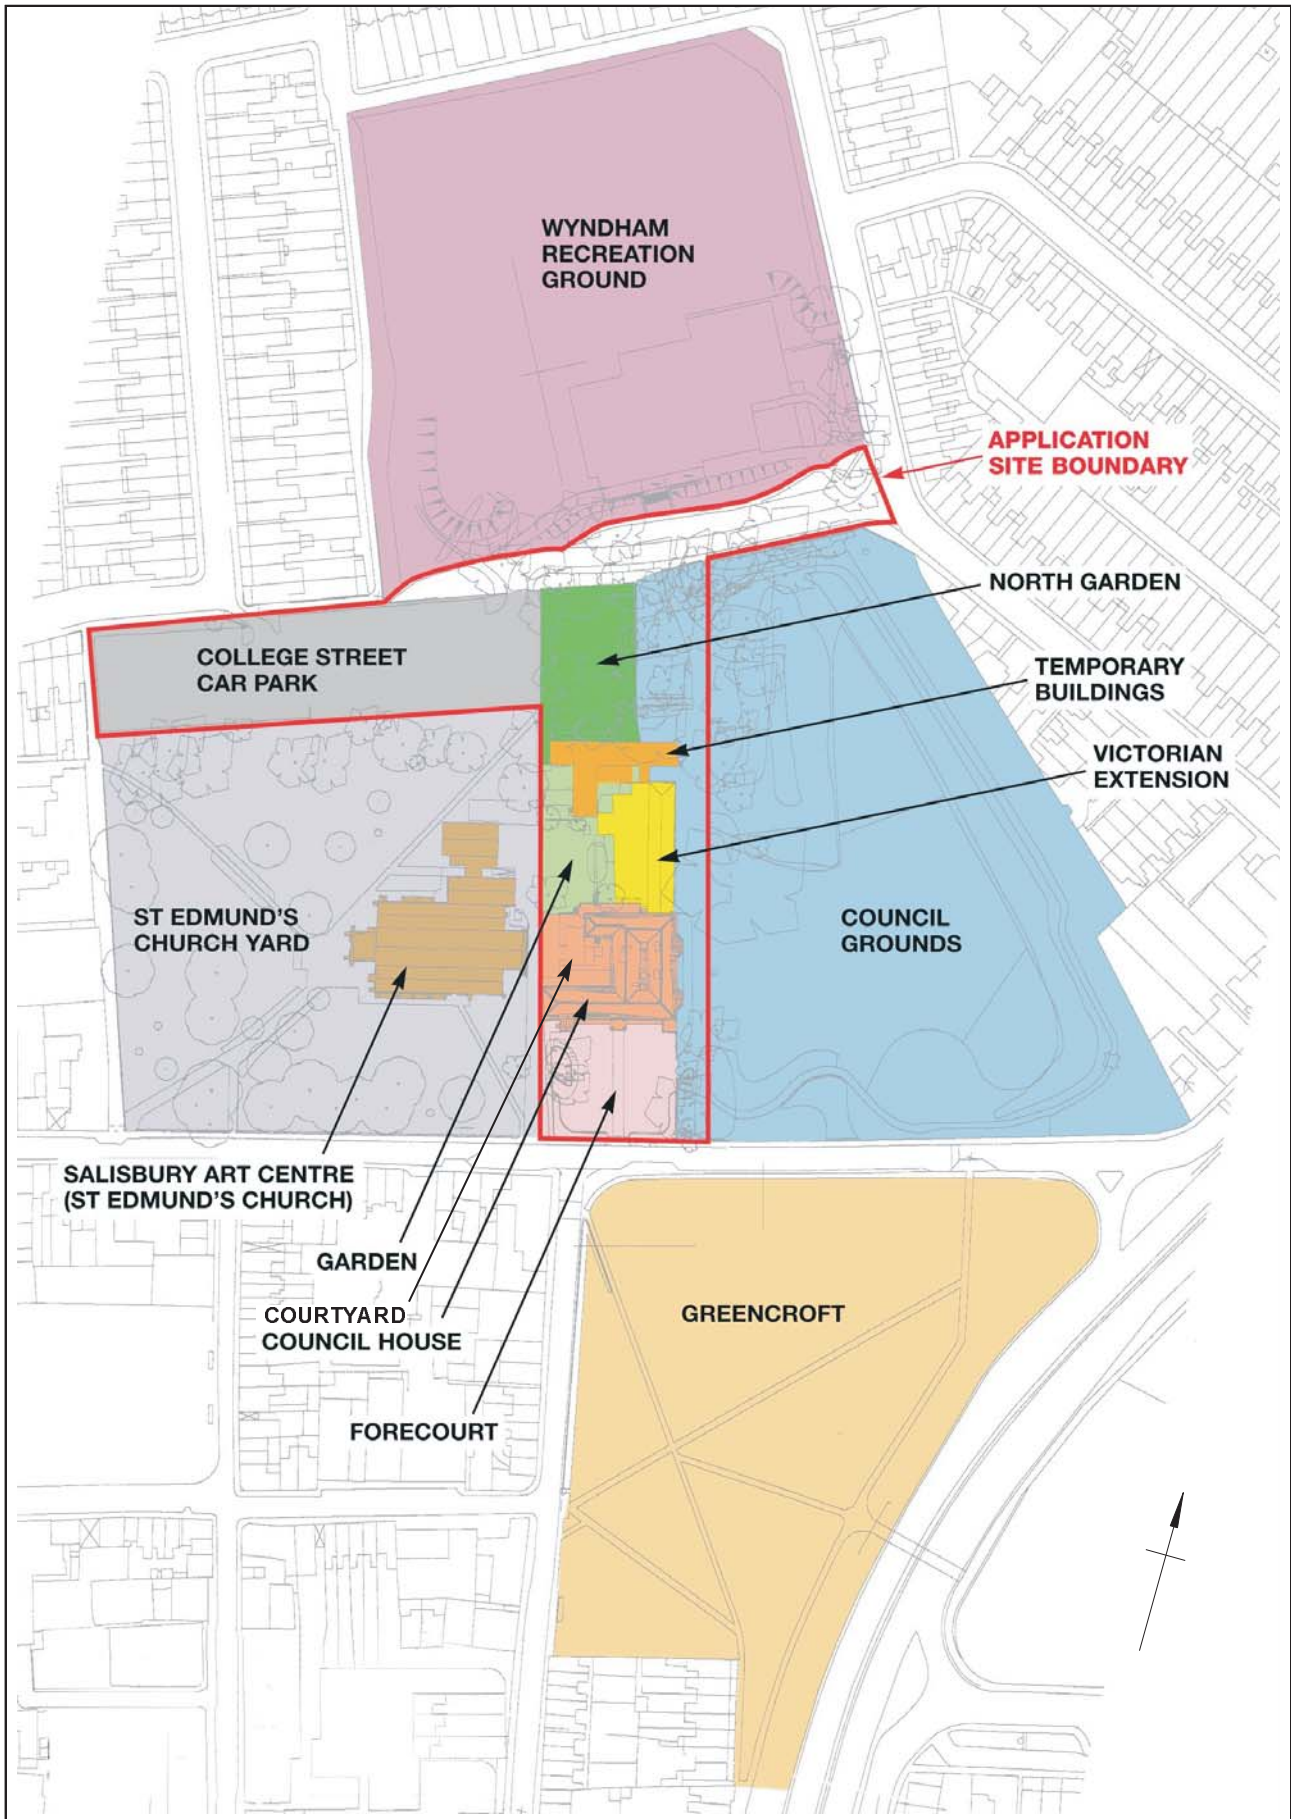 WYNDHAM
RECREATION
GROUND
APPLICATION
SITE BOUNDARY
NORTH GARDEN
COLLEGE STREET
CAR PARK
TEMPORARY
BUILDINGS
VICTORIAN
EXTENSION
ST EDMUND'S
CHURCH YARD
COUNCIL
GROUNDS
SALISBURY ART CENTRE
(ST EDMUND'S CHURCH)
GARDEN
COURTYARD
COUNCIL HOUSE
GREENCROFT
FORECOURT